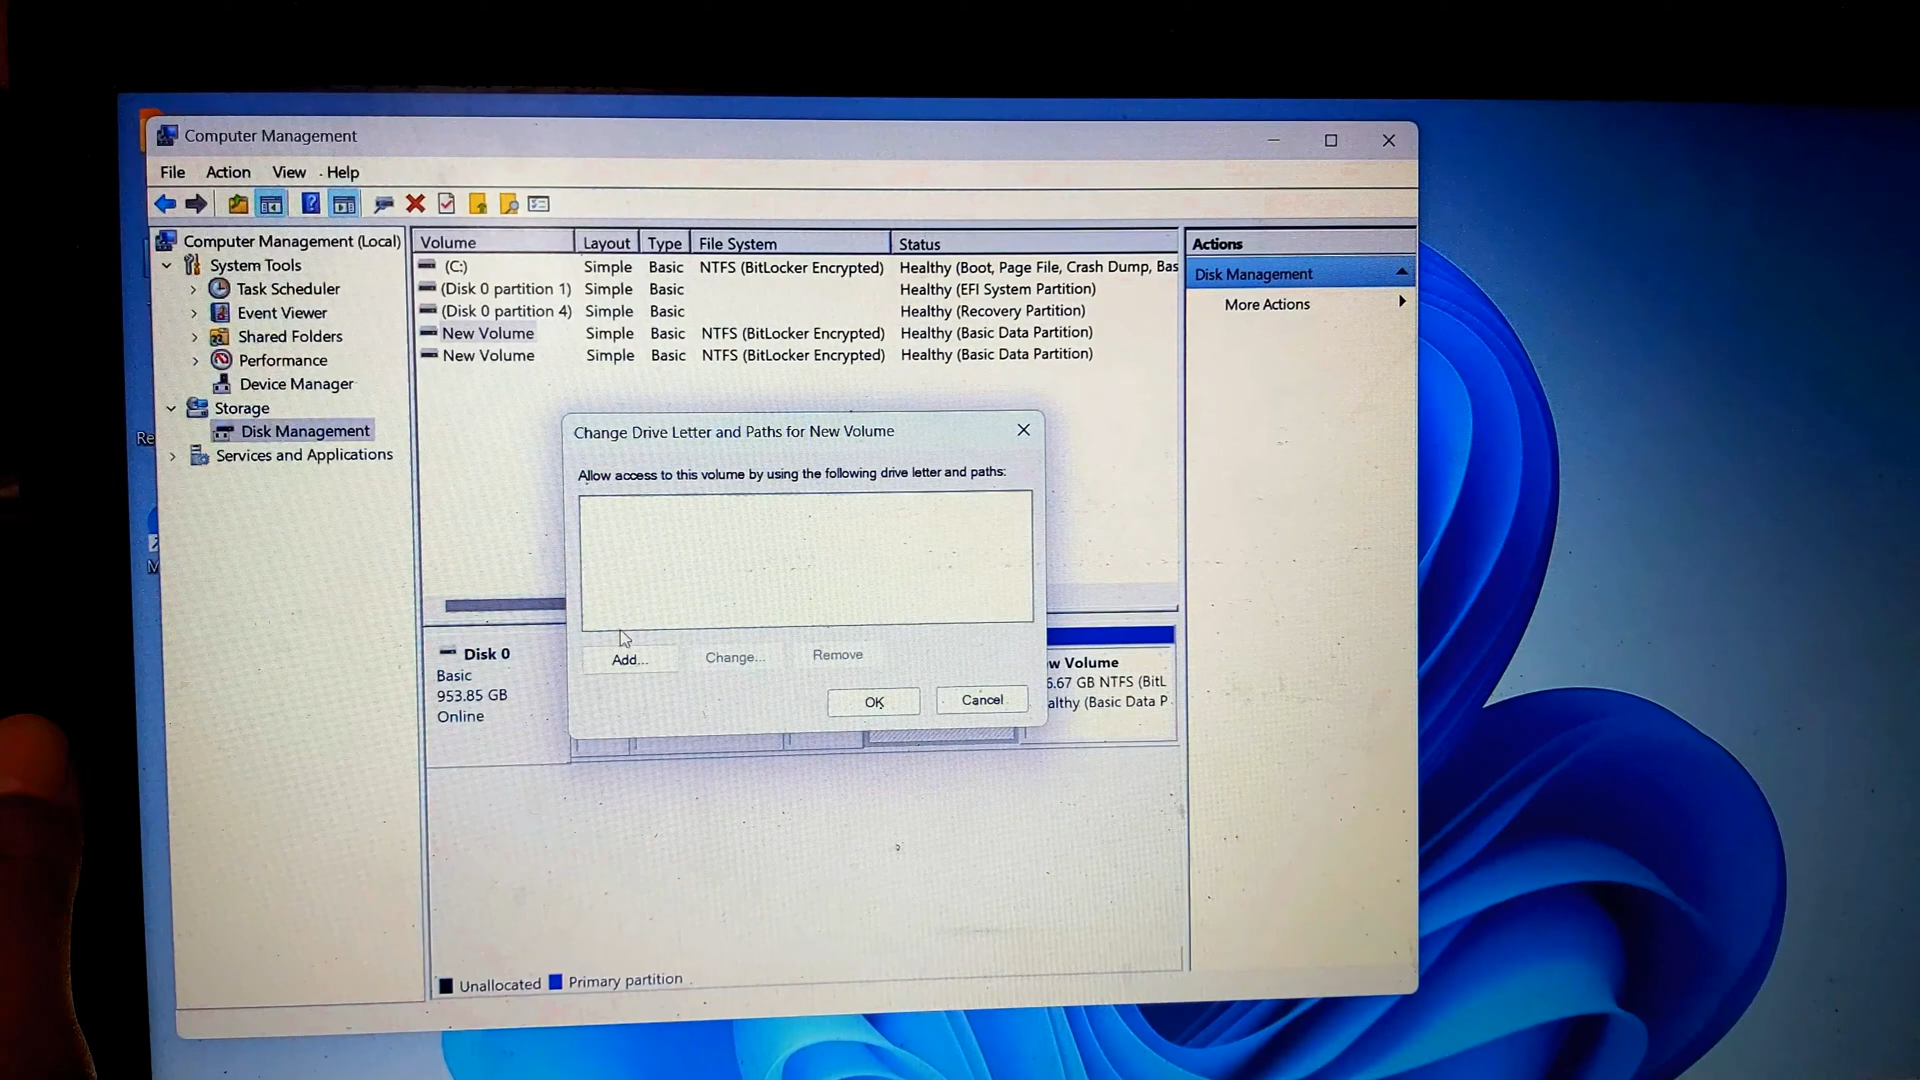 Computer Management
File Action View Help
Computer Management (Local)
System Tools
Task Scheduler
Event Viewer
Shared Folders
Performance
Device Manager
Storage
Disk Management
Services and Applications
Volume Layout Type File System Status
(C:) Simple Basic NTFS (BitLocker Encrypted) Healthy (Boot, Page File, Crash Dump, Bas
(Disk 0 partition 1) Simple Basic Healthy (EFI System Partition)
(Disk 0 partition 4) Simple Basic Healthy (Recovery Partition)
New Volume Simple Basic NTFS (BitLocker Encrypted) Healthy (Basic Data Partition)
New Volume Simple Basic NTFS (BitLocker Encrypted) Healthy (Basic Data Partition)
Actions
Disk Management
More Actions
Change Drive Letter and Paths for New Volume
Allow access to this volume by using the following drive letter and paths:
Add... Change... Remove
OK Cancel
Disk 0
Basic
953.85 GB
Online
w Volume
6.67 GB NTFS (BitL
althy (Basic Data P
Unallocated Primary partition
Re
M